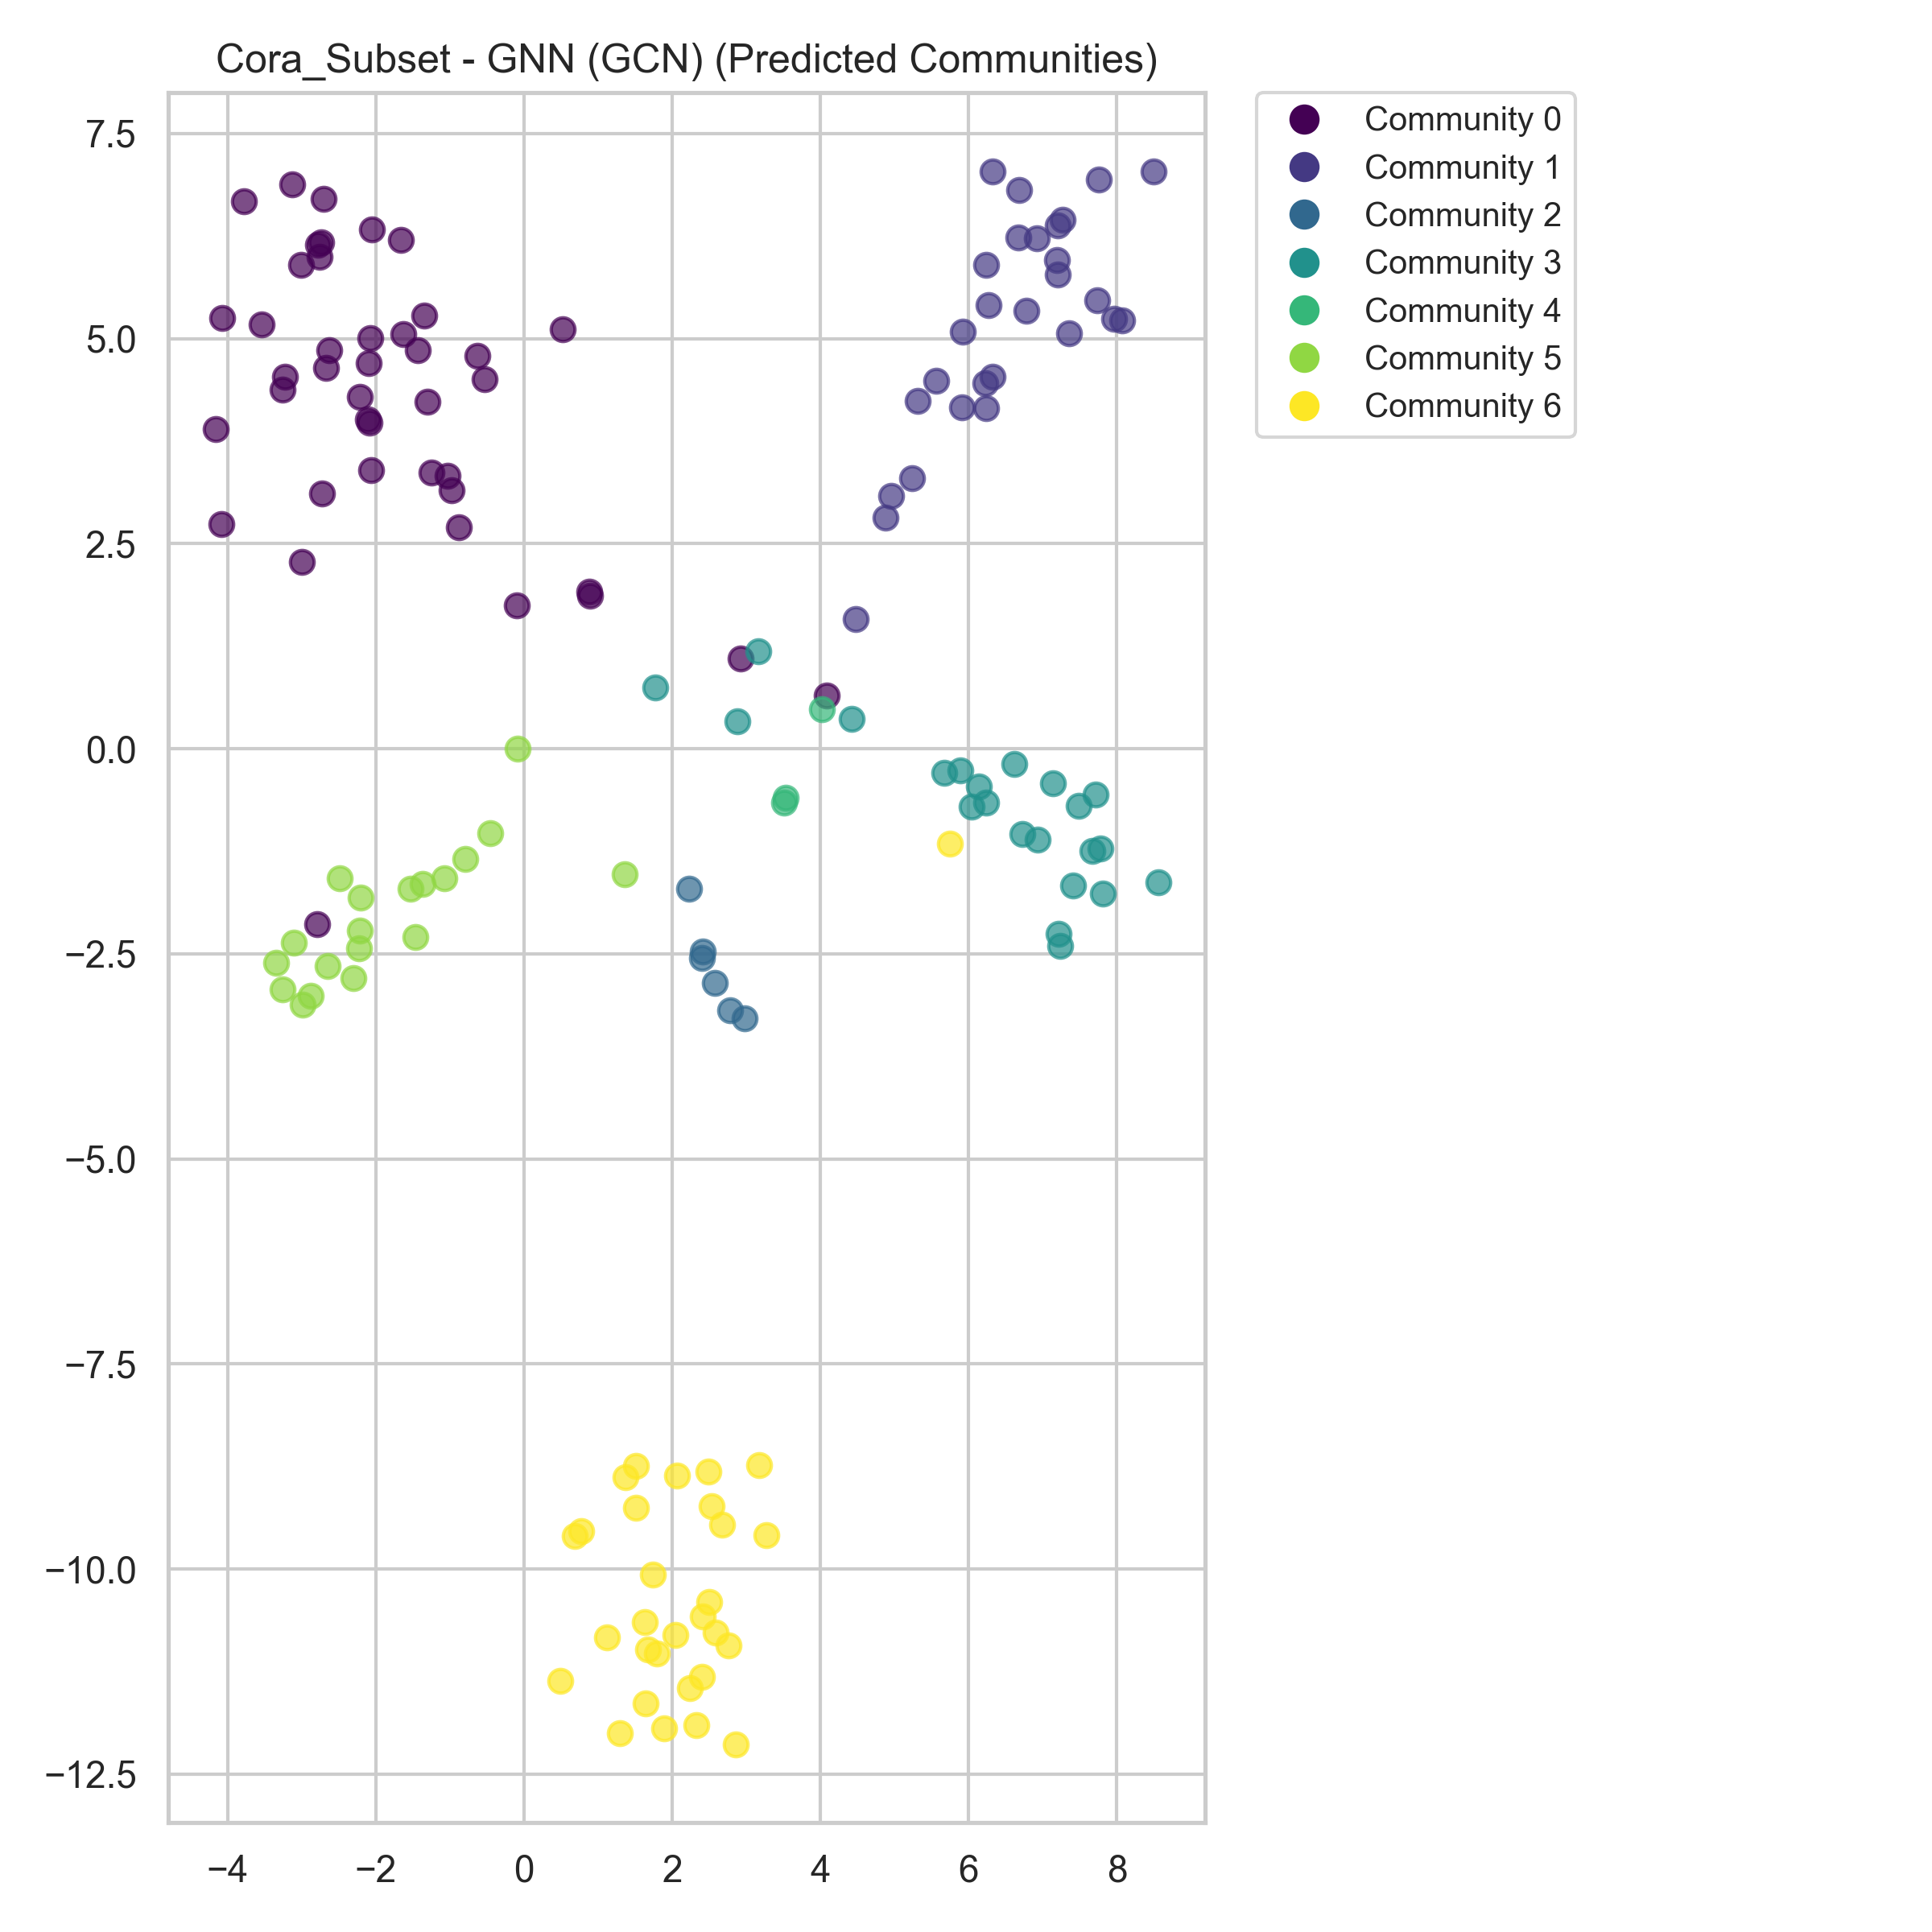 Cora_Subset - GNN (GCN) (Predicted Communities)
7.5
5.0
2.5
0.0
−2.5
−5.0
−7.5
−10.0
−12.5
−4 −2 0 2 4 6 8
Community 0
Community 1
Community 2
Community 3
Community 4
Community 5
Community 6